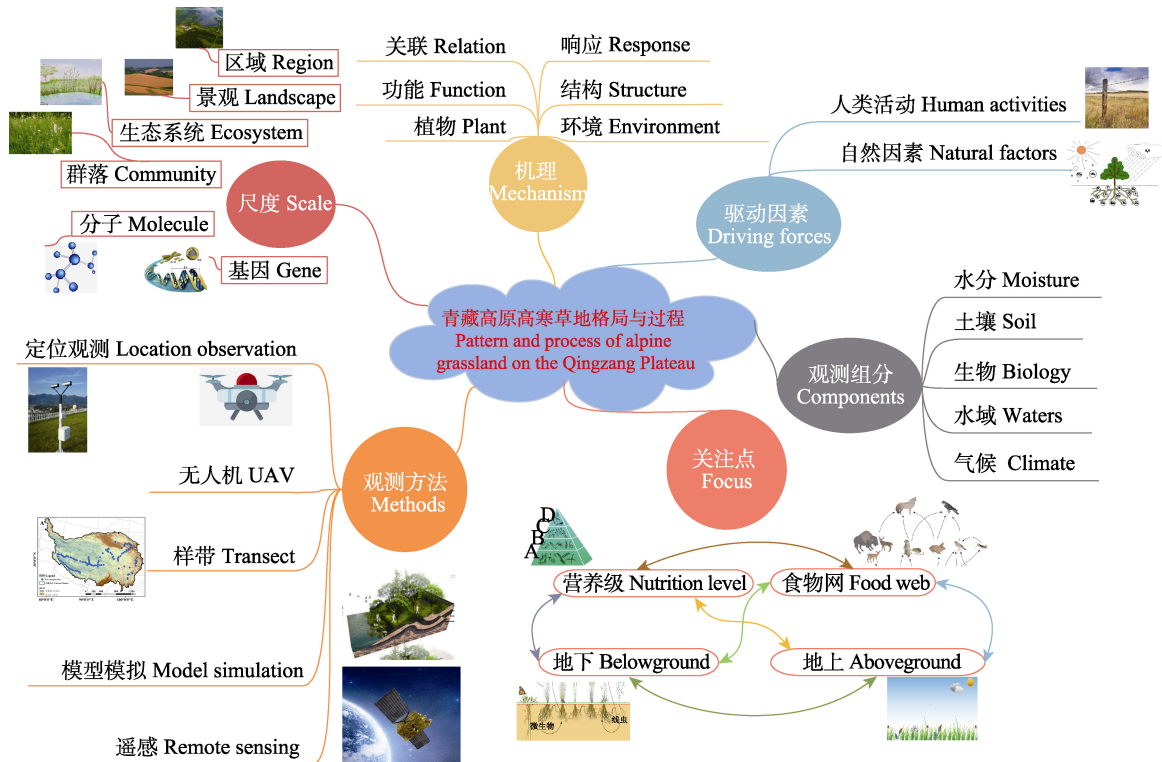 区域 Region
景观 Landscape
生态系统 Ecosystem
群落 Community
尺度 Scale
分子 Molecule
基因 Gene
关联 Relation
响应 Response
功能 Function
结构 Structure
植物 Plant
环境 Environment
机理
Mechanism
人类活动 Human activities
自然因素 Natural factors
驱动因素
Driving forces
青藏高原高寒草地格局与过程
Pattern and process of alpine
grassland on the Qingzang Plateau
水分 Moisture
土壤 Soil
生物 Biology
水域 Waters
气候 Climate
观测组分
Components
定位观测 Location observation
无人机 UAV
样带 Transect
模型模拟 Model simulation
遥感 Remote sensing
观测方法
Methods
关注点
Focus
D
C
B
A
营养级 Nutrition level
食物网 Food web
地下 Belowground
地上 Aboveground
微生物
线虫